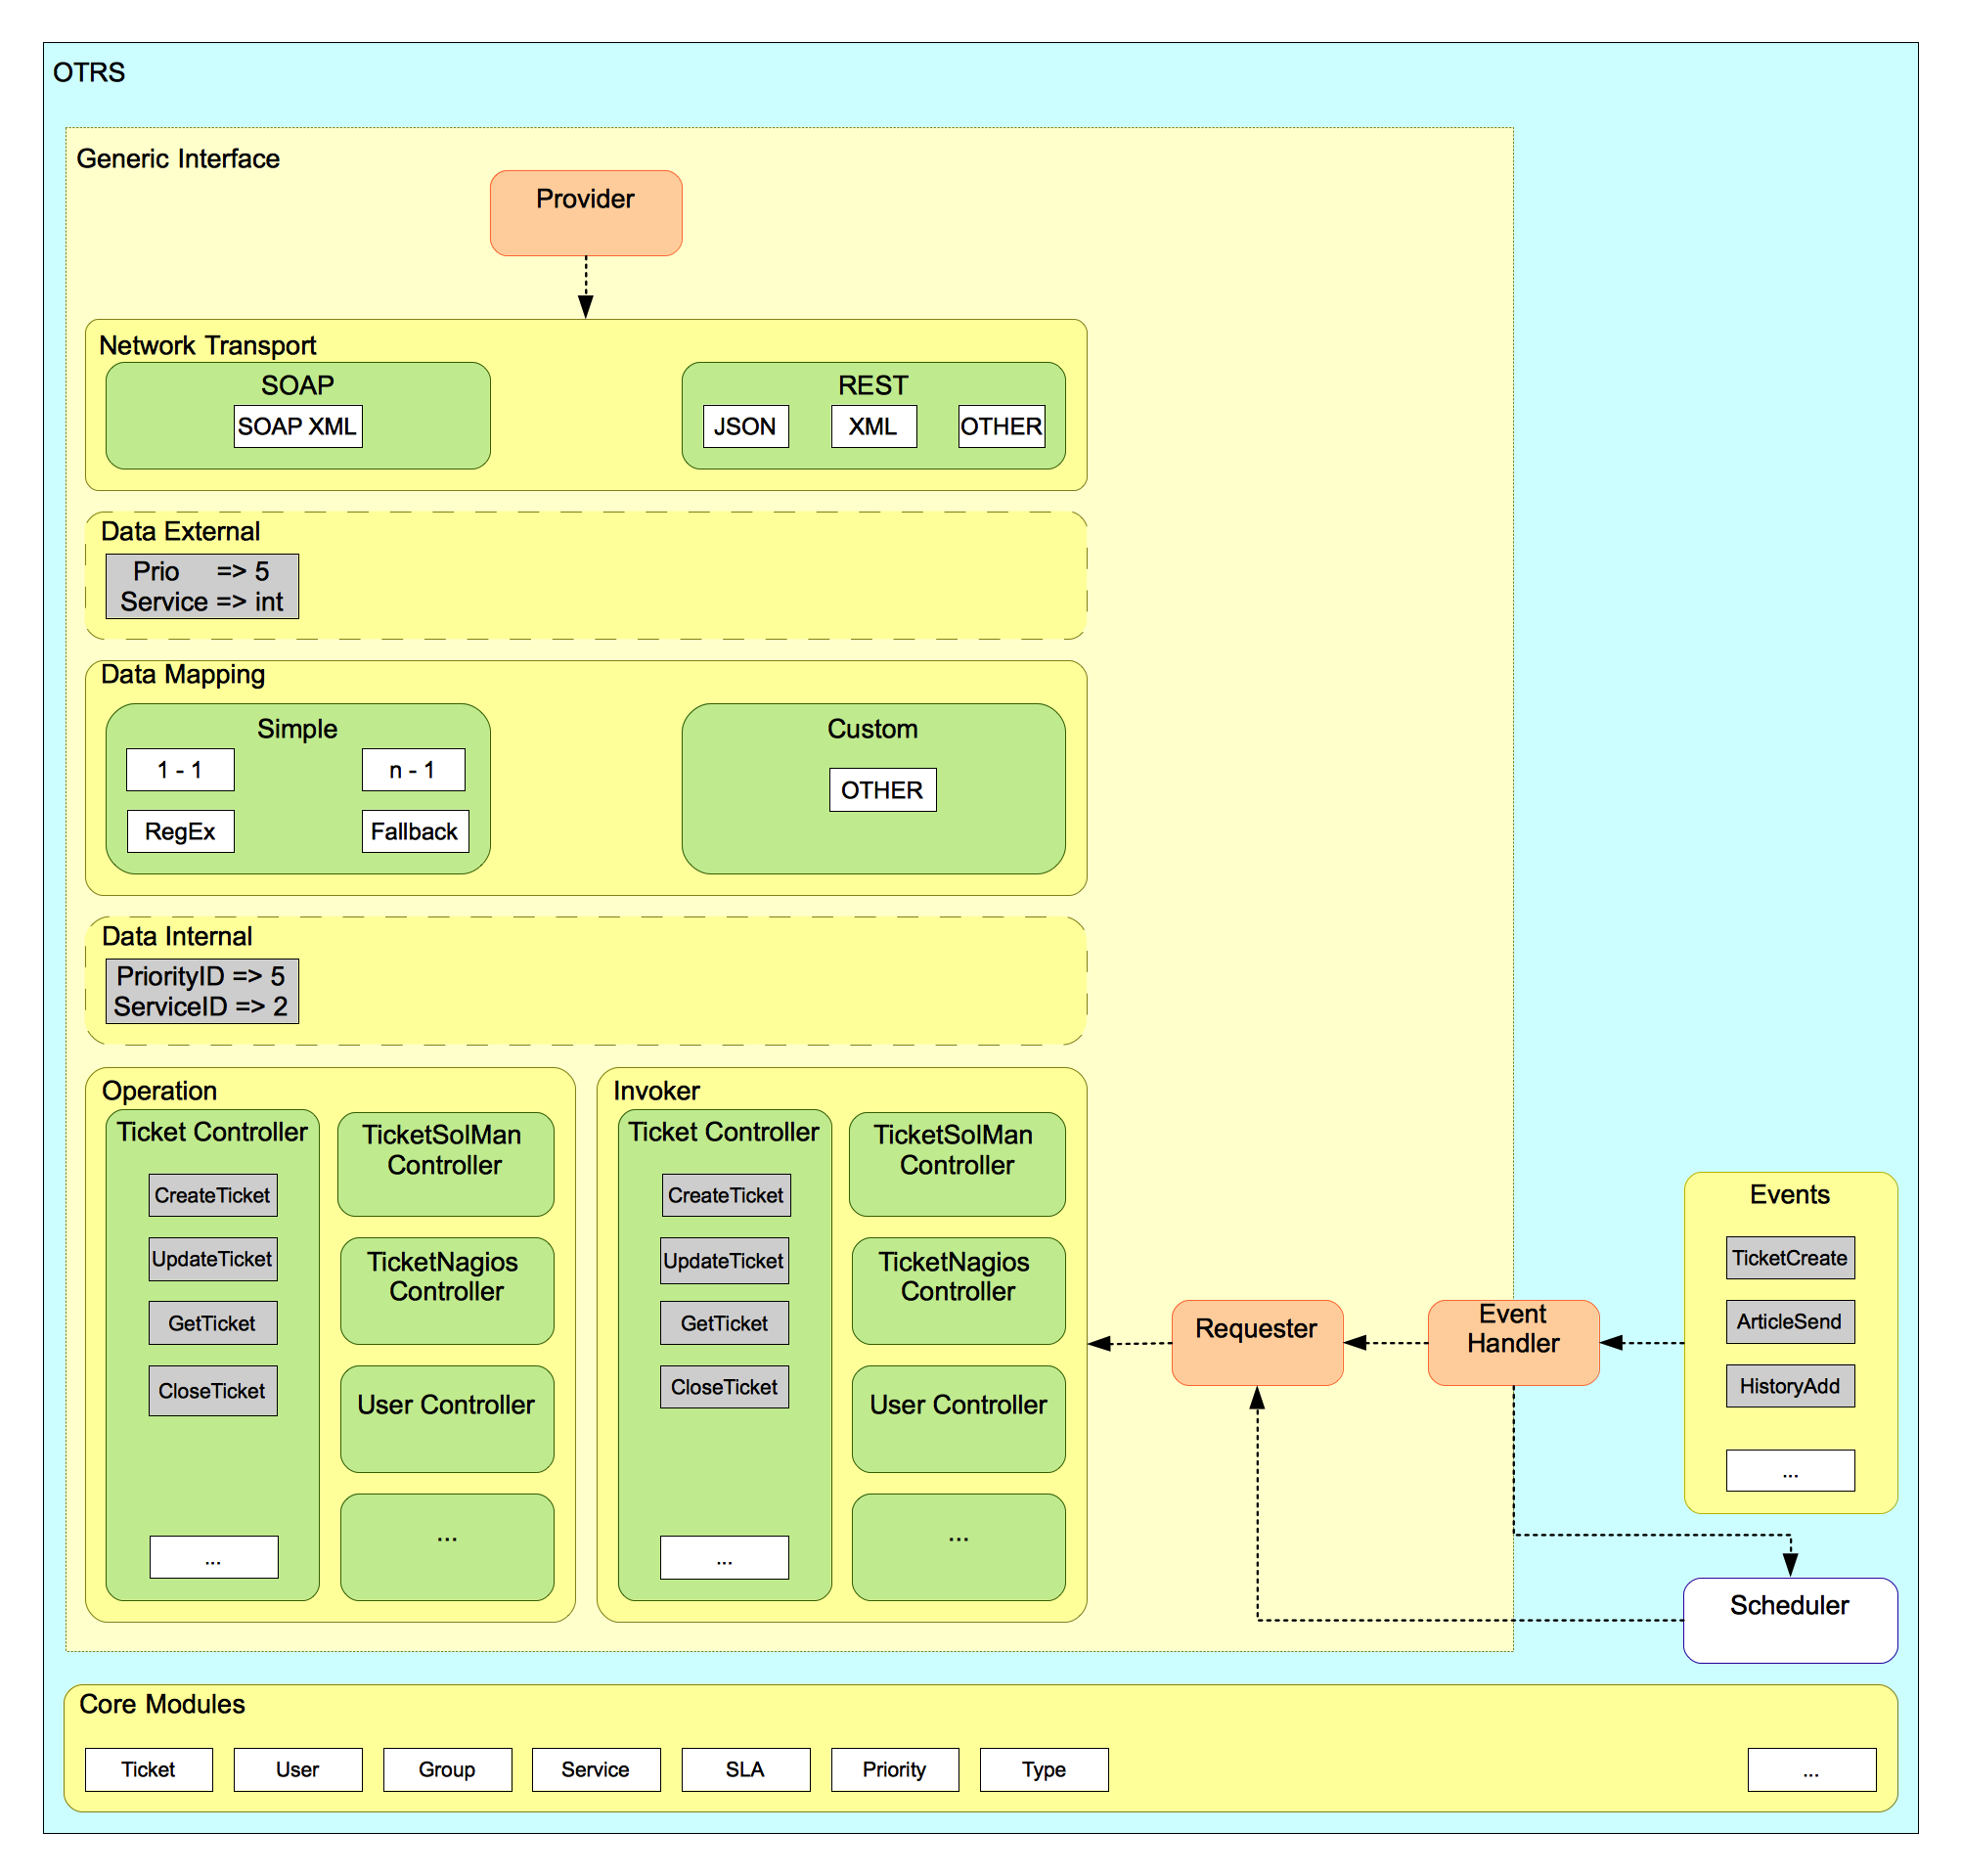 OTRS
Generic Interface
Provider
Network Transport
SOAP
SOAP XML
REST
JSON
XML
OTHER
Data External
Prio => 5
Service => int
Data Mapping
Simple
1 - 1
n - 1
RegEx
Fallback
Custom
OTHER
Data Internal
PriorityID => 5
ServiceID => 2
Operation
Ticket Controller
CreateTicket
UpdateTicket
GetTicket
CloseTicket
...
TicketSolMan
Controller
TicketNagios
Controller
User Controller
...
Invoker
Ticket Controller
CreateTicket
UpdateTicket
GetTicket
CloseTicket
...
TicketSolMan
Controller
TicketNagios
Controller
User Controller
...
Requester
Event
Handler
Events
TicketCreate
ArticleSend
HistoryAdd
...
Scheduler
Core Modules
Ticket
User
Group
Service
SLA
Priority
Type
...